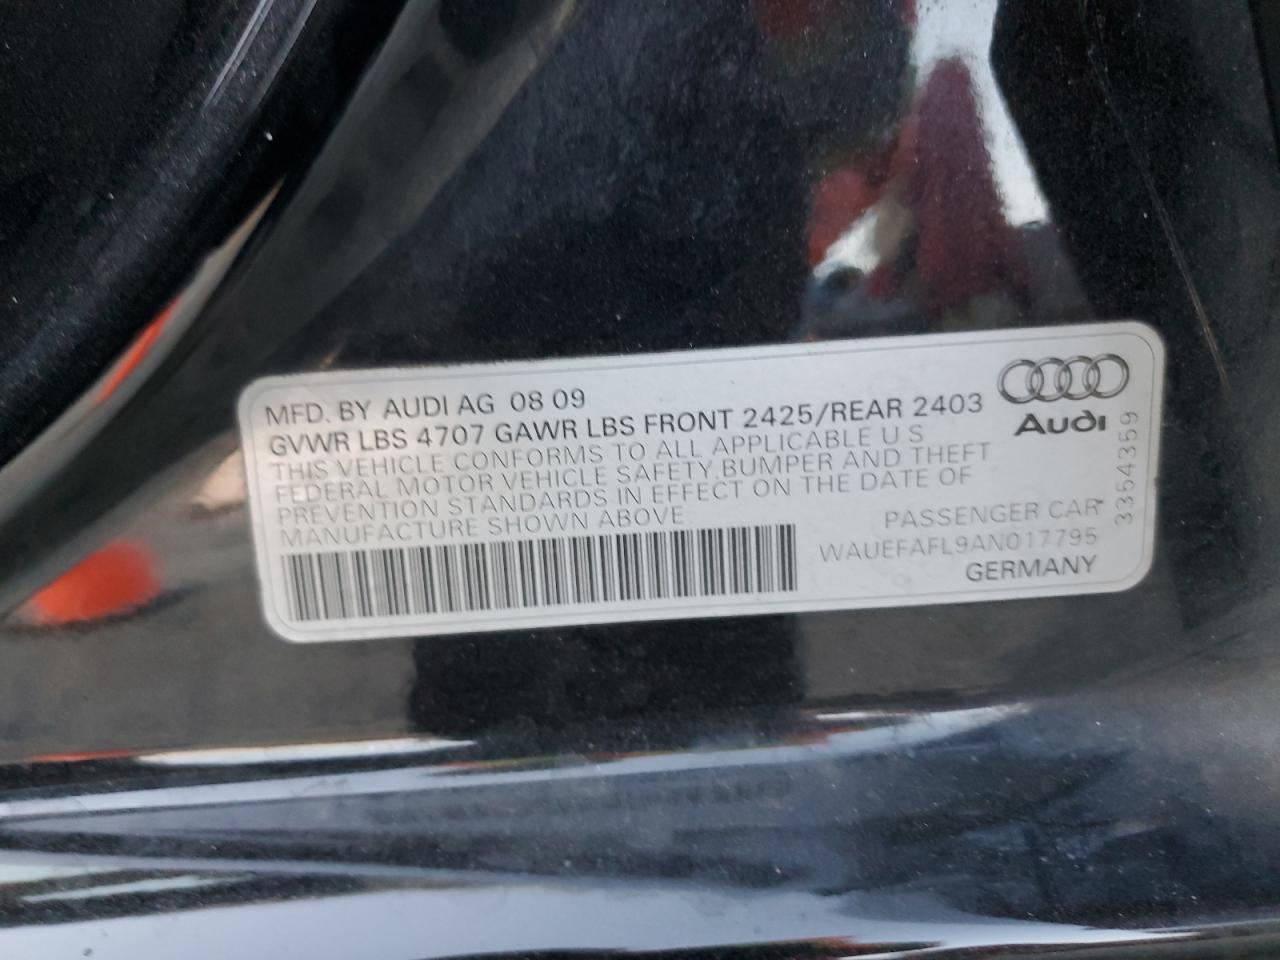 MFD. BY AUDI AG 08 09
GVWR LBS 4707 GAWR LBS FRONT 2425/REAR 2403
THIS VEHICLE CONFORMS TO ALL APPLICABLE U S
FEDERAL MOTOR VEHICLE SAFETY, BUMPER AND THEFT
PREVENTION STANDARDS IN EFFECT ON THE DATE OF
MANUFACTURE SHOWN ABOVE
PASSENGER CAR
WAUEFAFL9AN017795
GERMANY
Audi
3354359